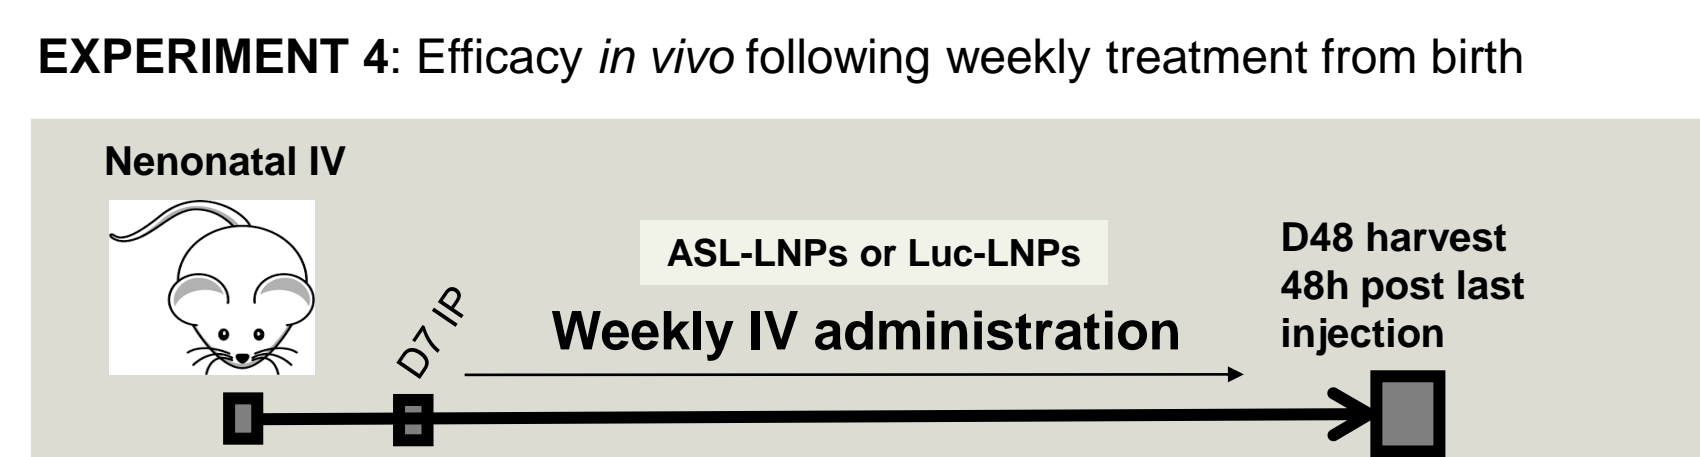 EXPERIMENT 4: Efficacy in vivo following weekly treatment from birth
Nenonatal IV
ASL-LNPs or Luc-LNPs
D7 IP
Weekly IV administration
D48 harvest
48h post last
injection